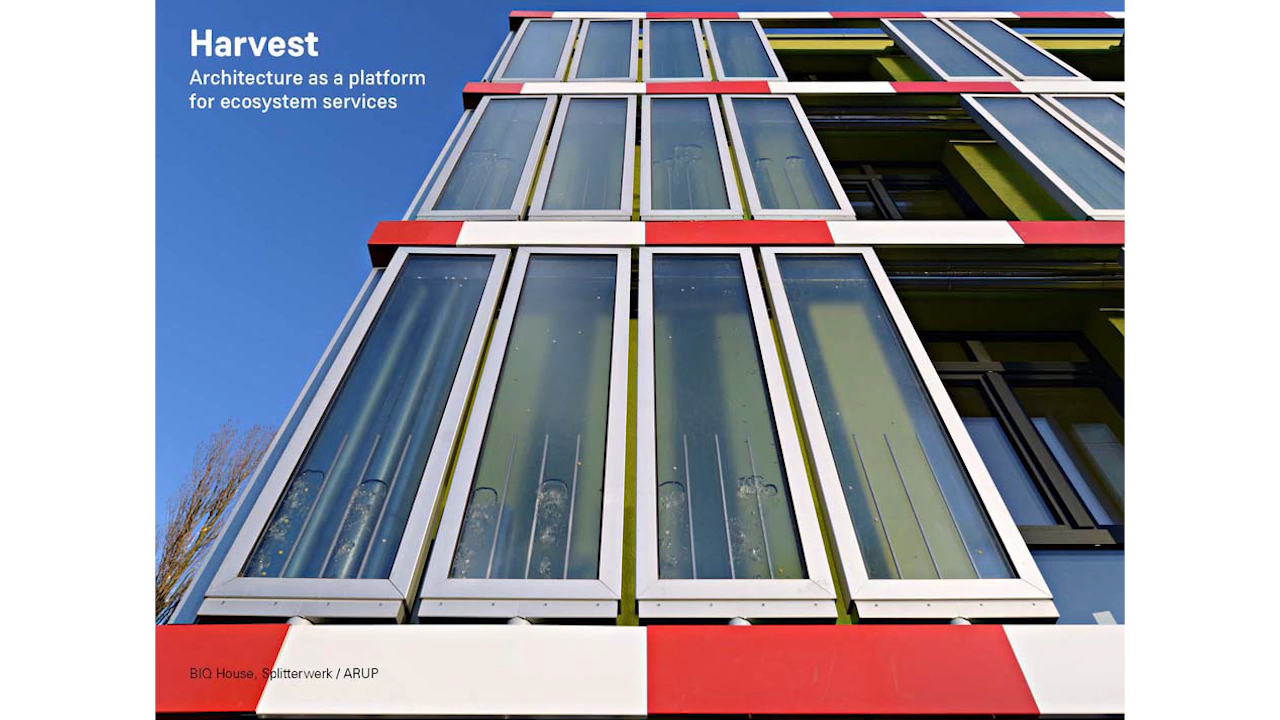 Harvest
Architecture as a platform
for ecosystem services
BIQ House, Splitterwerk / ARUP